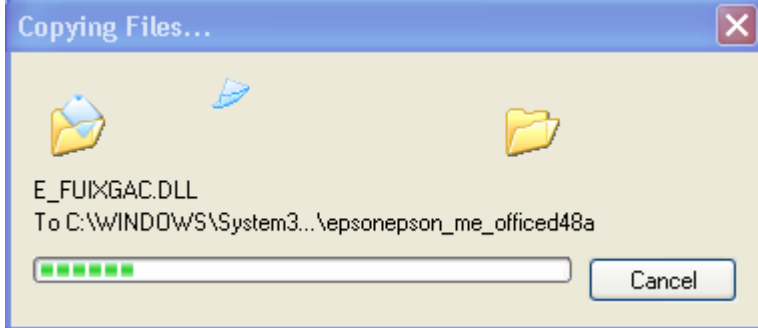 Copying Files...
E_FUIXGAC.DLL
To C:\WINDOWS\System3...\epsonepson_me_officed48a
Cancel